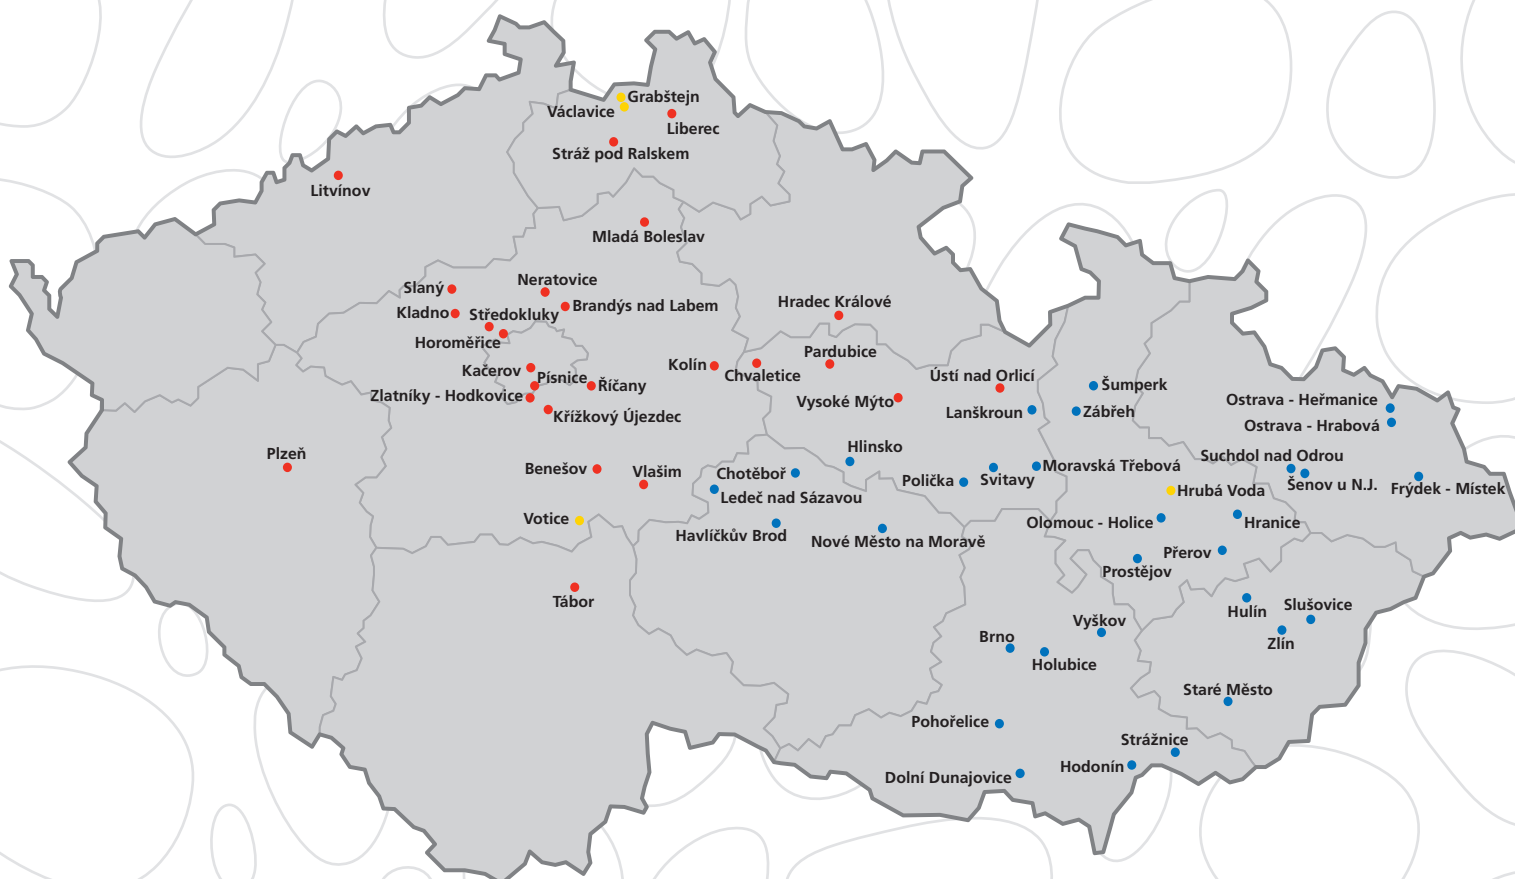 Grabštejn
Václavice
Liberec
Stráž pod Ralskem
Litvínov
Mladá Boleslav
Neratovice
Slaný
Brandýs nad Labem
Kladno
Středokluky
Hradec Králové
Horoměřice
Pardubice
Kolín
Kačerov
Chvaletice
Písnice
Říčany
Ústí nad Orlicí
Šumperk
Zlatníky - Hodkovice
Vysoké Mýto
Ostrava - Heřmanice
Lanškroun
Zábřeh
Křížkový Újezdec
Ostrava - Hrabová
Hlinsko
Plzeň
Suchdol nad Odrou
Benešov
Vlašim
Chotěboř
Moravská Třebová
Polička
Svitavy
Šenov u N.J.
Frýdek - Místek
Hrubá Voda
Ledeč nad Sázavou
Votice
Olomouc - Holice
Hranice
Havlíčkův Brod
Nové Město na Moravě
Přerov
Prostějov
Tábor
Hulín
Slušovice
Vyškov
Brno
Zlín
Holubice
Staré Město
Pohořelice
Strážnice
Hodonín
Dolní Dunajovice